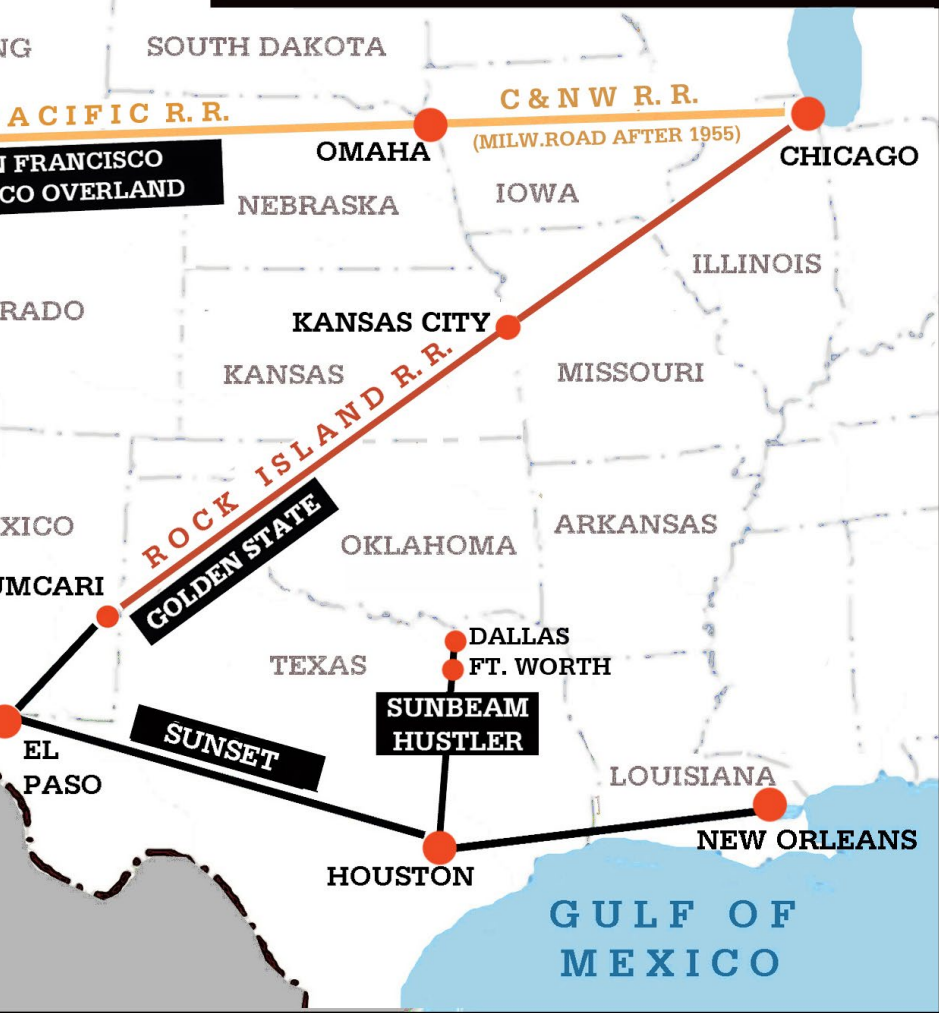 NG
SOUTH DAKOTA
ACIFIC R. R.
C & N W R. R.
(MILW.ROAD AFTER 1955)
OMAHA
CHICAGO
N FRANCISCO
CO OVERLAND
NEBRASKA
IOWA
ILLINOIS
RADO
KANSAS CITY
KANSAS
MISSOURI
ROCK ISLAND R. R.
GOLDEN STATE
XICO
OKLAHOMA
ARKANSAS
UMCARI
DALLAS
FT. WORTH
TEXAS
SUNBEAM
HUSTLER
SUNSET
EL
PASO
LOUISIANA
NEW ORLEANS
HOUSTON
GULF OF
MEXICO